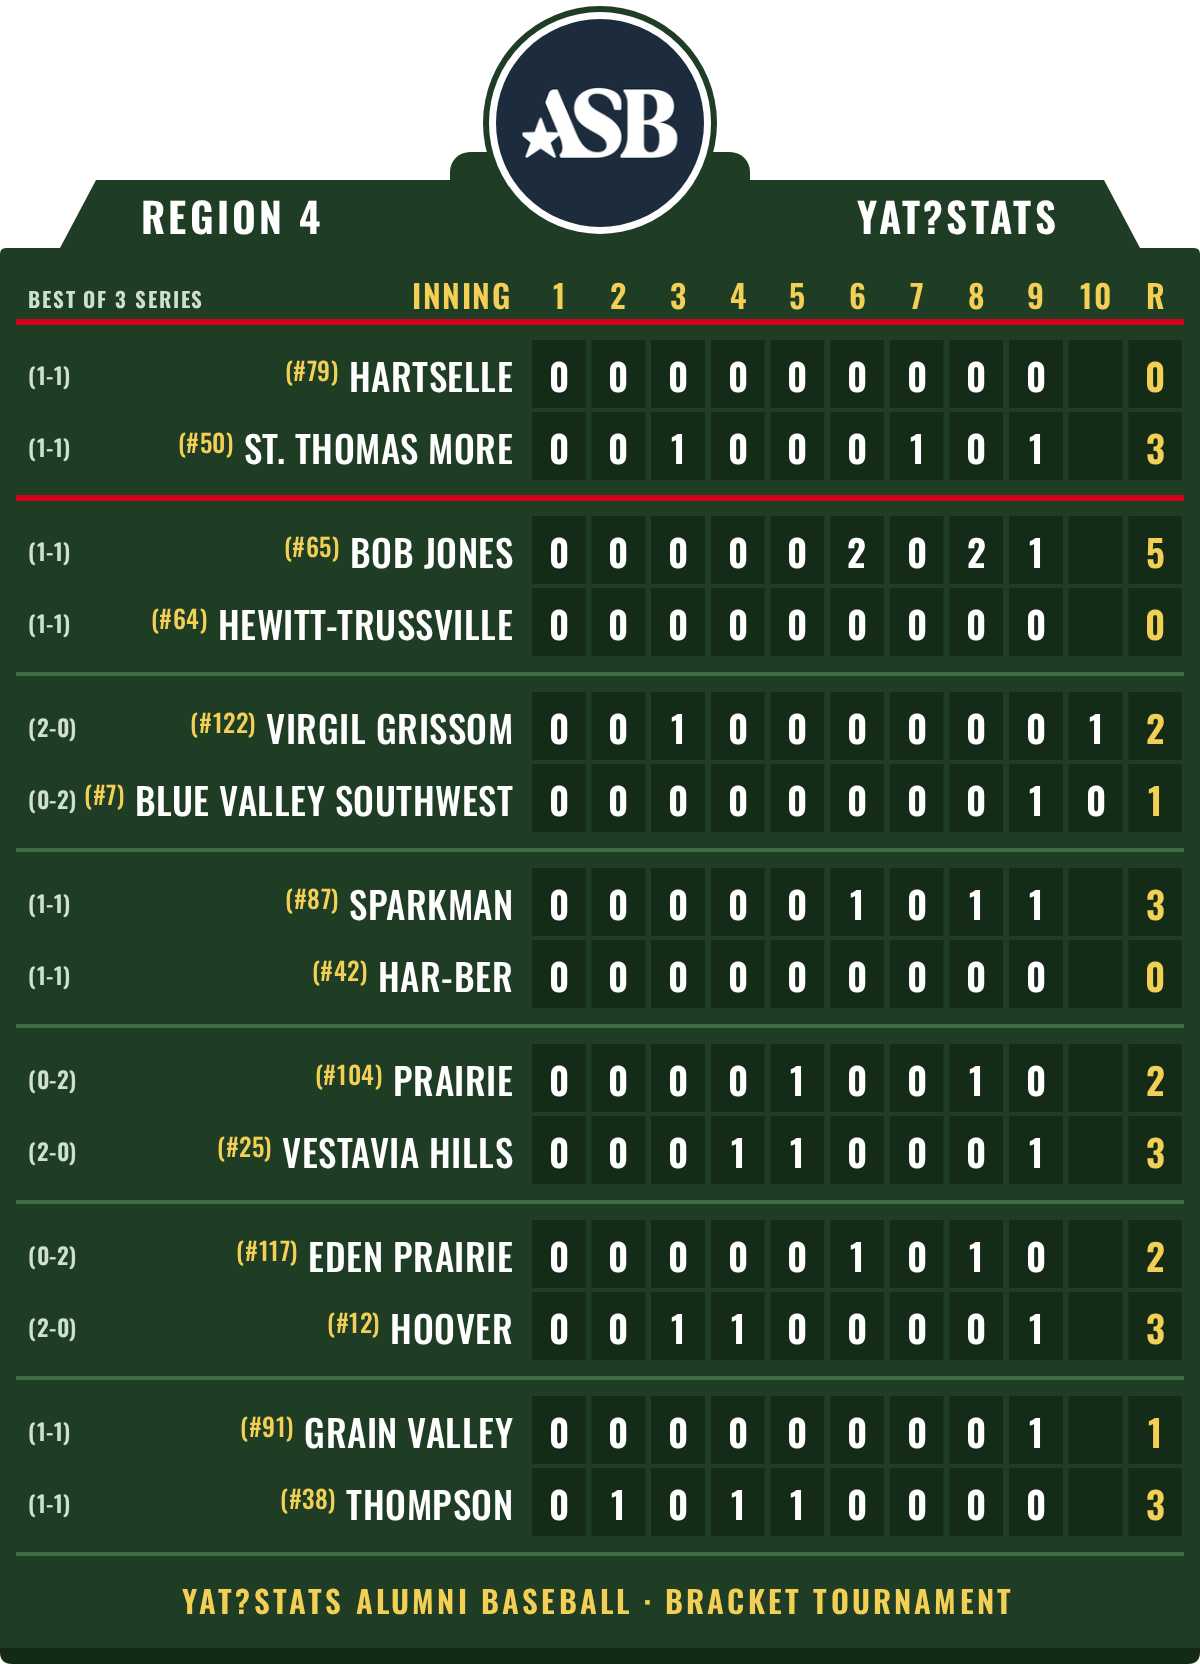 ASB
REGION 4 YAT?STATS
BEST OF 3 SERIES INNING 1 2 3 4 5 6 7 8 9 10 R
(1-1) (#79) HARTSELLE 0 0 0 0 0 0 0 0 0 0
(1-1) (#50) ST. THOMAS MORE 0 0 1 0 0 0 1 0 1 3
(1-1) (#65) BOB JONES 0 0 0 0 0 2 0 2 1 5
(1-1) (#64) HEWITT-TRUSSVILLE 0 0 0 0 0 0 0 0 0 0
(2-0) (#122) VIRGIL GRISSOM 0 0 1 0 0 0 0 0 0 1 2
(0-2) (#7) BLUE VALLEY SOUTHWEST 0 0 0 0 0 0 0 0 1 0 1
(1-1) (#87) SPARKMAN 0 0 0 0 0 1 0 1 1 3
(1-1) (#42) HAR-BER 0 0 0 0 0 0 0 0 0 0
(0-2) (#104) PRAIRIE 0 0 0 0 1 0 0 1 0 2
(2-0) (#25) VESTAVIA HILLS 0 0 0 1 1 0 0 0 1 3
(0-2) (#117) EDEN PRAIRIE 0 0 0 0 0 1 0 1 0 2
(2-0) (#12) HOOVER 0 0 1 1 0 0 0 0 1 3
(1-1) (#91) GRAIN VALLEY 0 0 0 0 0 0 0 0 1 1
(1-1) (#38) THOMPSON 0 1 0 1 1 0 0 0 0 3
YAT?STATS ALUMNI BASEBALL · BRACKET TOURNAMENT